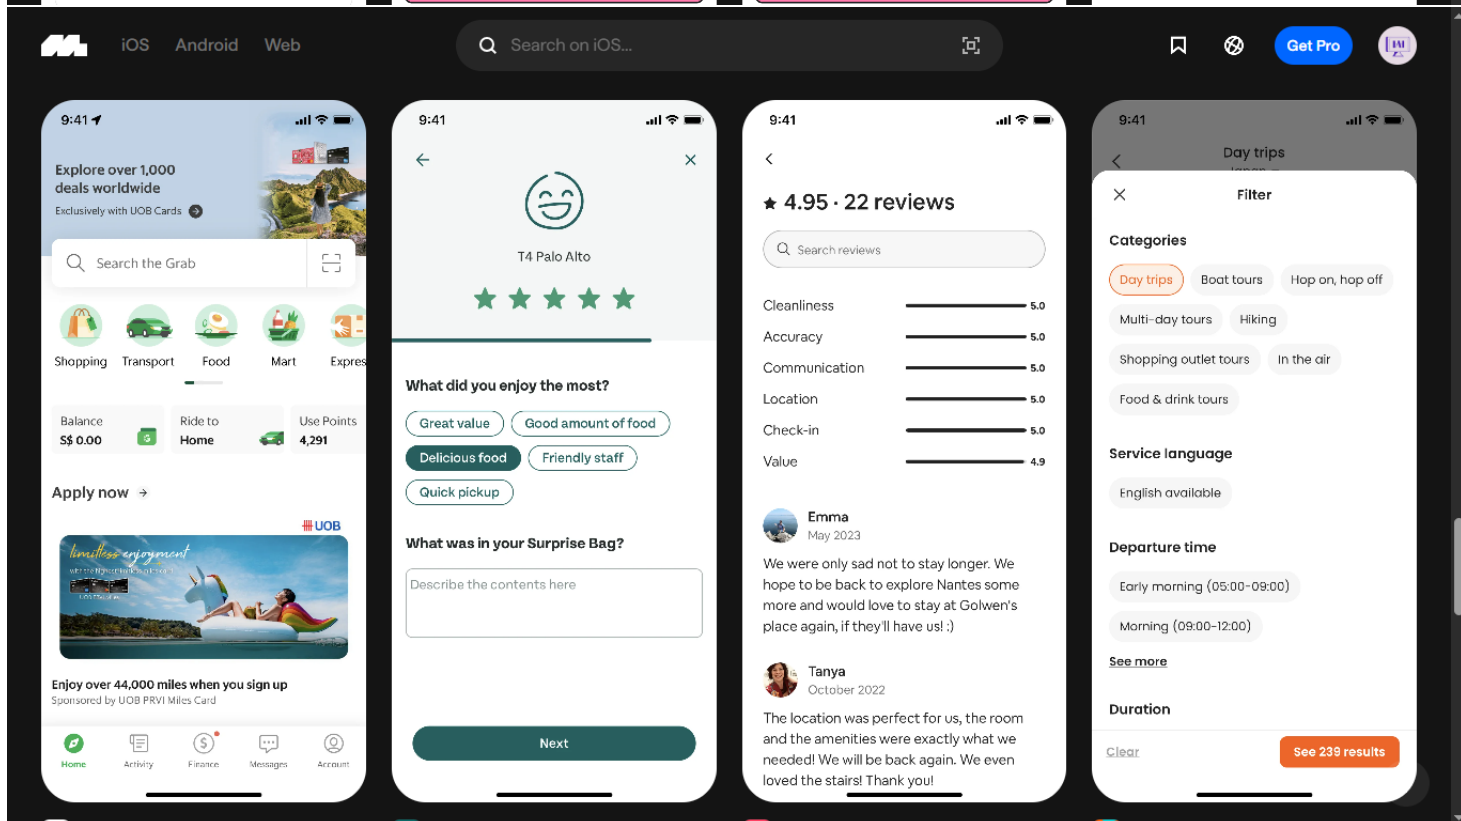 iOS
Android
Web
Search on iOS...
Get Pro
9:41
Explore over 1,000
deals worldwide
Exclusively with UOB Cards
Search the Grab
Shopping
Transport
Food
Mart
Expres
Balance
S$ 0.00
Ride to
Home
Use Points
4,291
Apply now
UOB
limitless enjoyment
Enjoy over 44,000 miles when you sign up
Sponsored by UOB PRVI Miles Card
Home
Activity
Finance
Messages
Account
9:41
T4 Palo Alto
What did you enjoy the most?
Great value
Good amount of food
Delicious food
Friendly staff
Quick pickup
What was in your Surprise Bag?
Describe the contents here
Next
9:41
4.95 · 22 reviews
Search reviews
Cleanliness 5.0
Accuracy 5.0
Communication 5.0
Location 5.0
Check-in 5.0
Value 4.9
Emma
May 2023
We were only sad not to stay longer. We
hope to be back to explore Nantes some
more and would love to stay at Golwen's
place again, if they'll have us! :)
Tanya
October 2022
The location was perfect for us, the room
and the amenities were exactly what we
needed! We will be back again. We even
loved the stairs! Thank you!
9:41
Day trips
Filter
Categories
Day trips
Boat tours
Hop on, hop off
Multi-day tours
Hiking
Shopping outlet tours
In the air
Food & drink tours
Service language
English available
Departure time
Early morning (05:00-09:00)
Morning (09:00-12:00)
See more
Duration
Clear
See 239 results